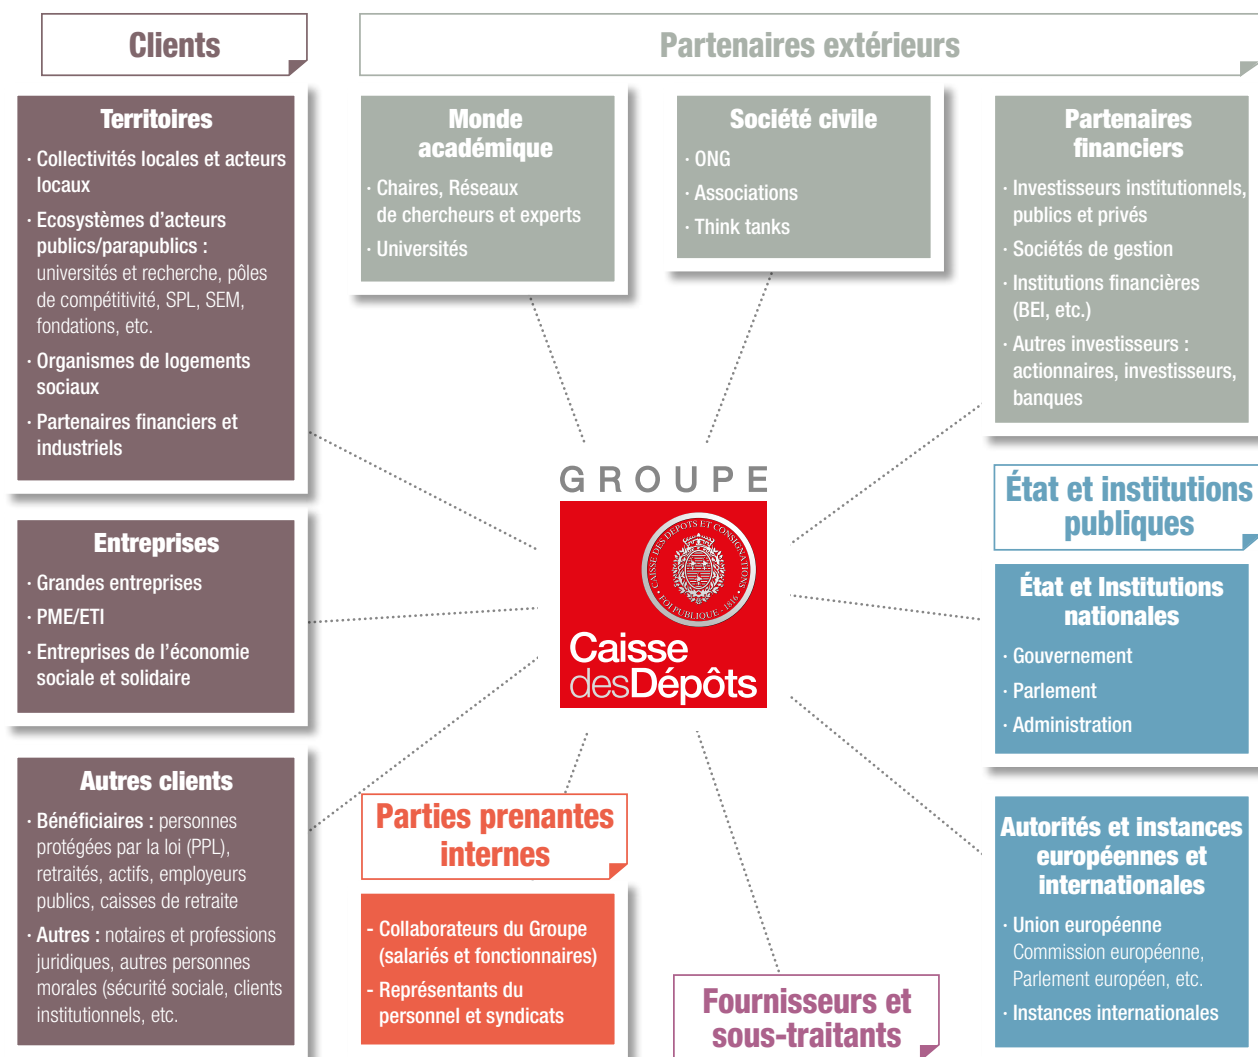 Clients
Territoires
· Collectivités locales et acteurs
locaux
· Ecosystèmes d'acteurs
publics/parapublics :
universités et recherche, pôles
de compétitivité, SPL, SEM,
fondations, etc.
· Organismes de logements
sociaux
· Partenaires financiers et
industriels
Entreprises
· Grandes entreprises
· PME/ETI
· Entreprises de l'économie
sociale et solidaire
Autres clients
· Bénéficiaires : personnes
protégées par la loi (PPL),
retraités, actifs, employeurs
publics, caisses de retraite
· Autres : notaires et professions
juridiques, autres personnes
morales (sécurité sociale, clients
institutionnels, etc.
Partenaires extérieurs
Monde
académique
· Chaires, Réseaux
de chercheurs et experts
· Universités
Société civile
· ONG
· Associations
· Think tanks
Partenaires
financiers
· Investisseurs institutionnels,
publics et privés
· Sociétés de gestion
· Institutions financières
(BEI, etc.)
· Autres investisseurs :
actionnaires, investisseurs,
banques
GROUPE
CAISSE DES DEPOTS ET CONSIGNATIONS
• FOI PUBLIQUE - 1816 •
Caisse
desDépôts
État et institutions
publiques
État et Institutions
nationales
· Gouvernement
· Parlement
· Administration
Autorités et instances
européennes et
internationales
· Union européenne
Commission européenne,
Parlement européen, etc.
· Instances internationales
Parties prenantes
internes
- Collaborateurs du Groupe
(salariés et fonctionnaires)
- Représentants du
personnel et syndicats
Fournisseurs et
sous-traitants